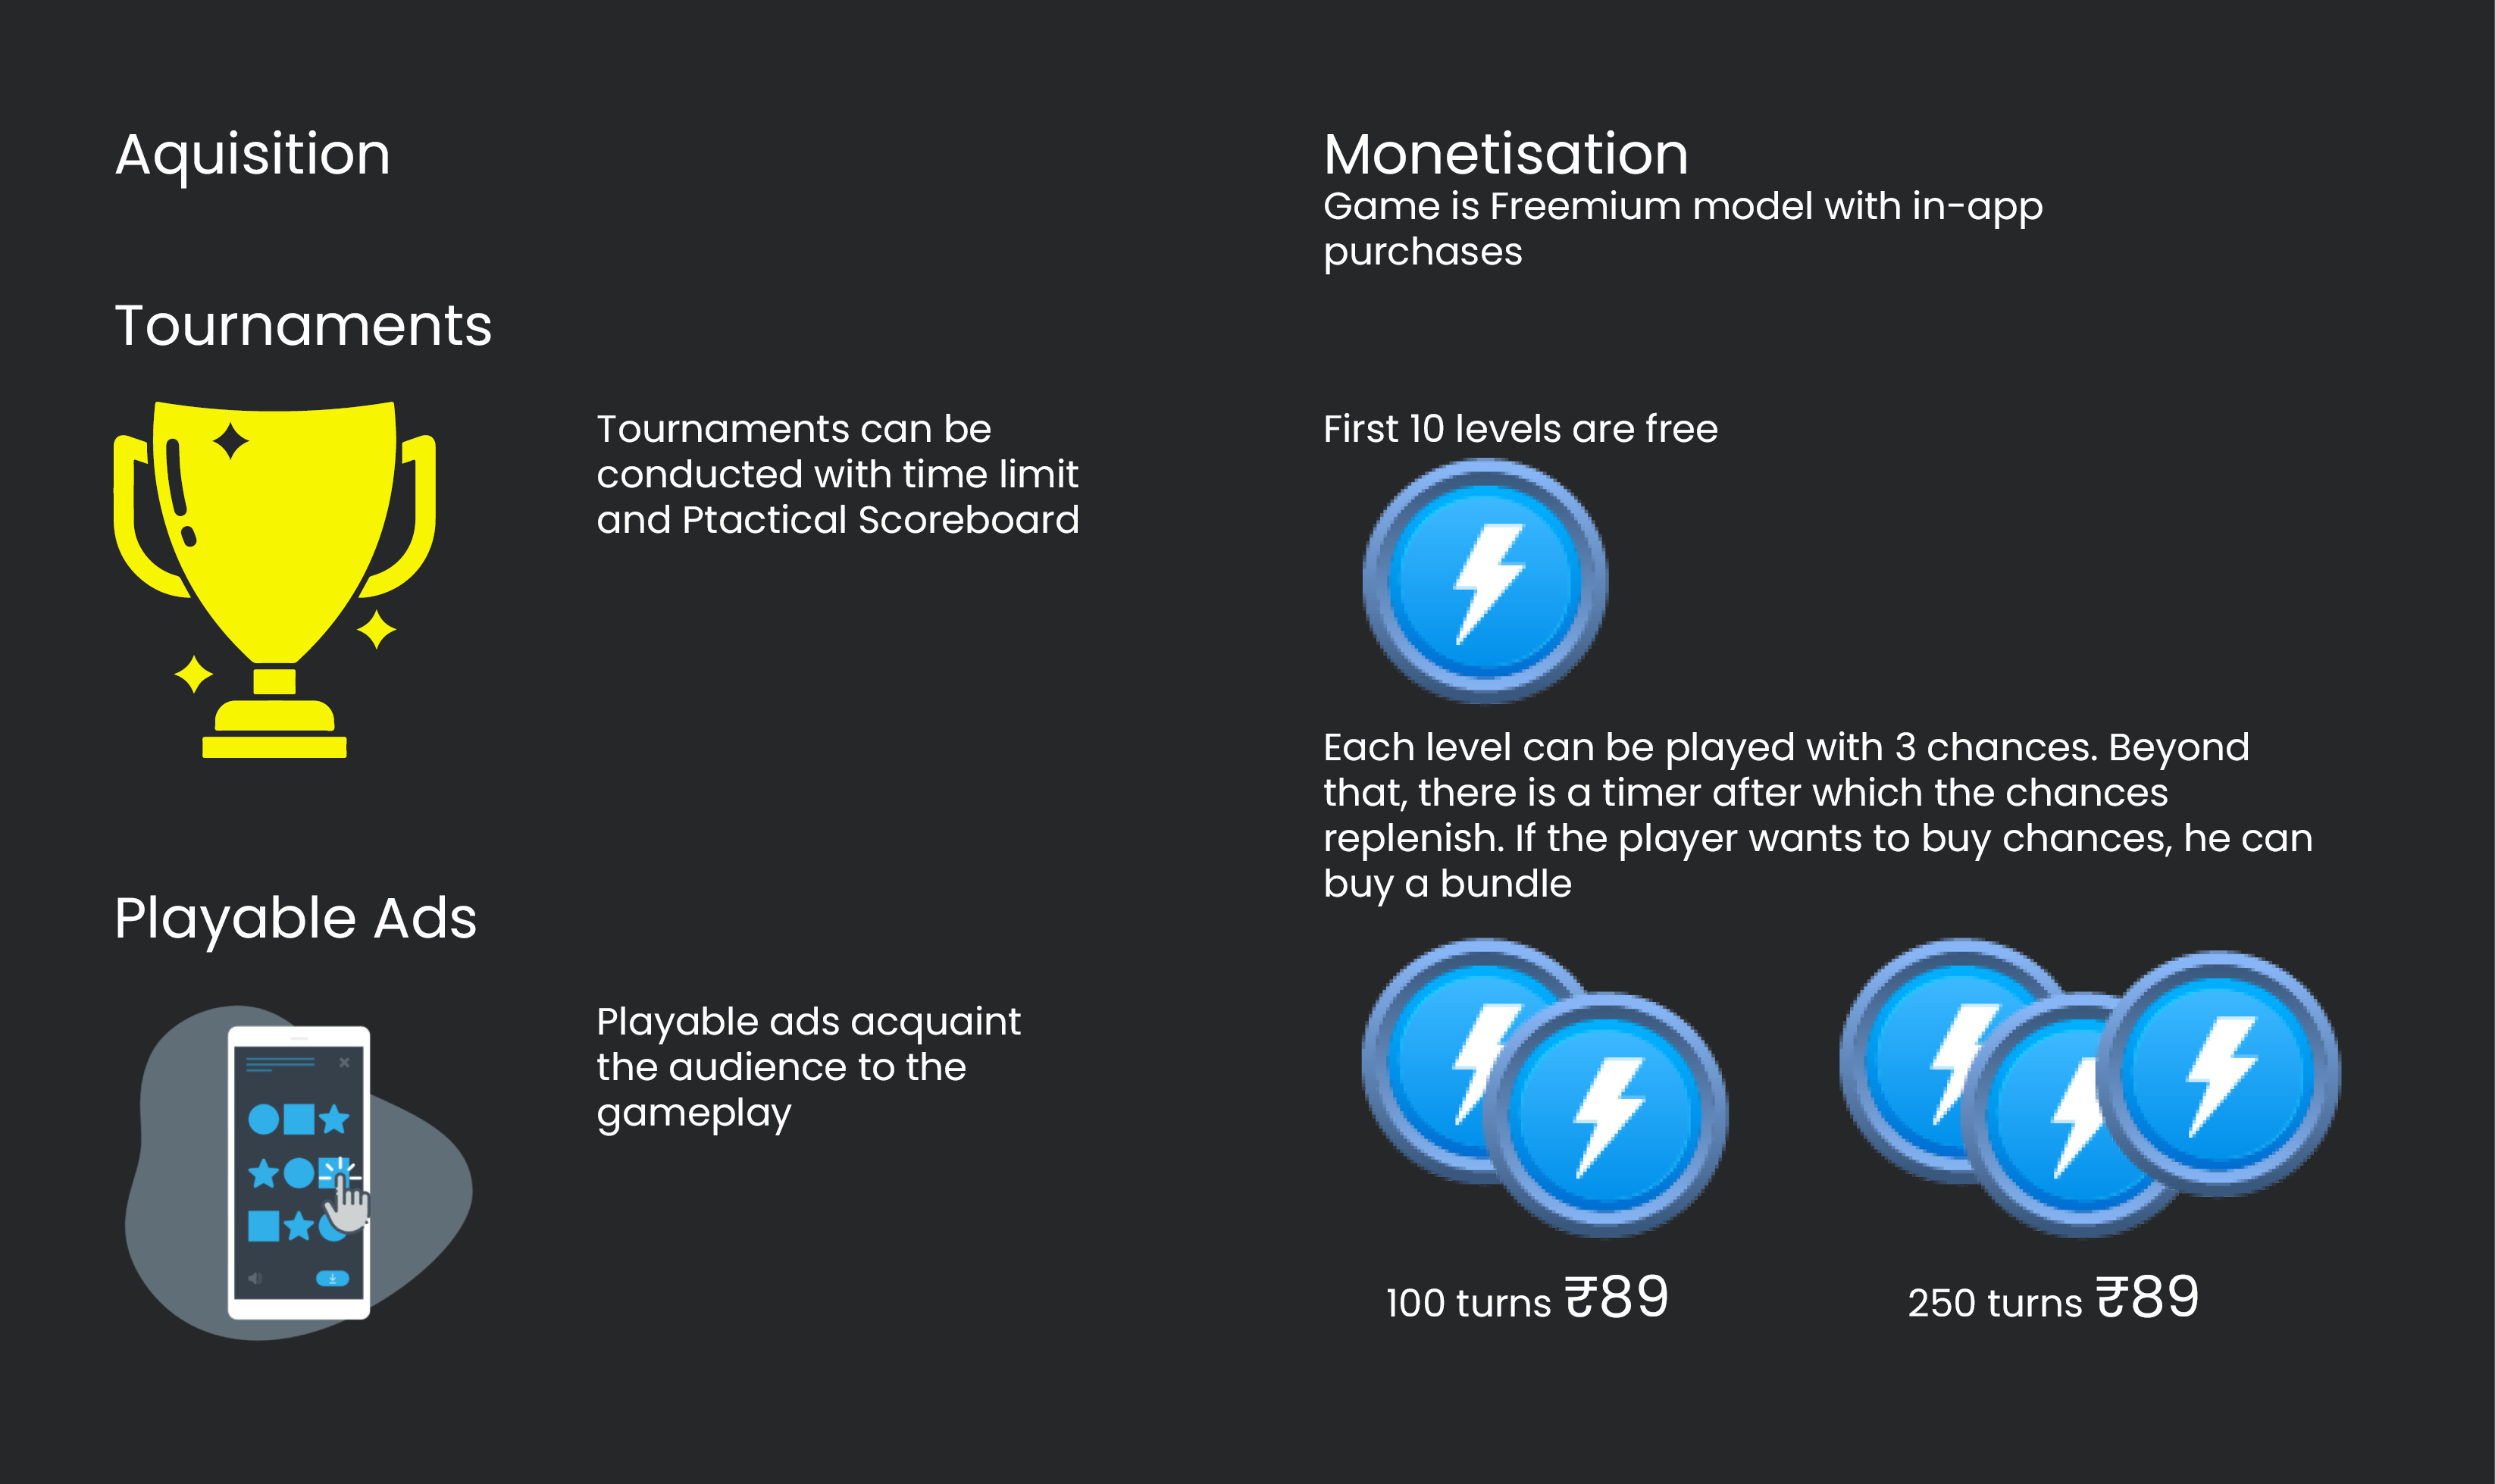 Aquisition
Tournaments
Tournaments can be
conducted with time limit
and Ptactical Scoreboard
Playable Ads
Playable ads acquaint
the audience to the
gameplay
Monetisation
Game is Freemium model with in-app
purchases
First 10 levels are free
Each level can be played with 3 chances. Beyond
that, there is a timer after which the chances
replenish. If the player wants to buy chances, he can
buy a bundle
100 turns ₹89
250 turns ₹89